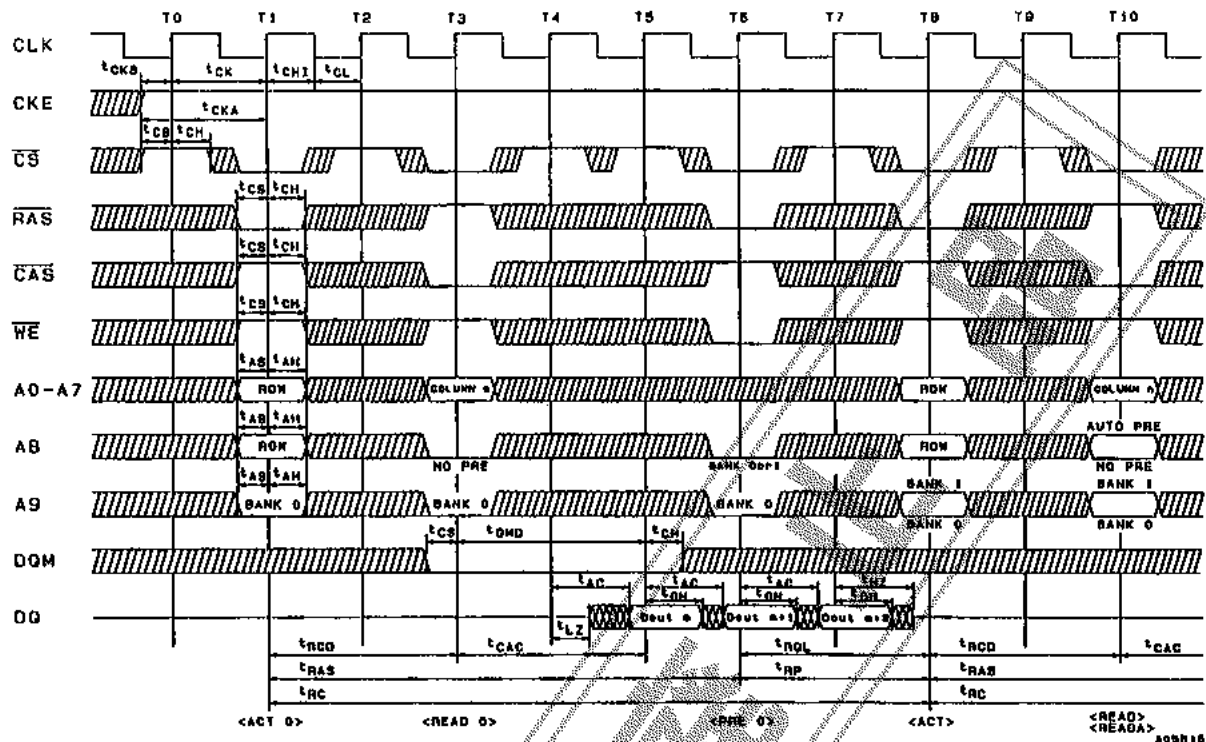 T0 T1 T2 T3 T4 T5 T6 T7 T8 T9 T10
CLK
tCKS tCK tCHI tCL
CKE
tCKA
tCS tCH
CS
tCS tCH
RAS
tCS tCH
CAS
tCS tCH
WE
tAS tAH
A0-A7 ROW COLUMN m ROW COLUMN n
tAS tAH AUTO PRE
A8 ROW ROW
NO PRE BANK 0or1 NO PRE
tAS tAH BANK 1 BANK 1
A9 BANK 0 BANK 0 BANK 0
BANK 0 BANK 0
tCS tOMD tCH
DQM
tAC tAC tAC tHZ
tOH tOH tOH
DQ Dout m Dout m+1 Dout m+2
tLZ
tRCD tCAC tROL tRCD tCAC
tRAS tRP tRAS
tRC tRC
<ACT 0> <READ 0> <PRE 0> <ACT> <READ>
<READA>